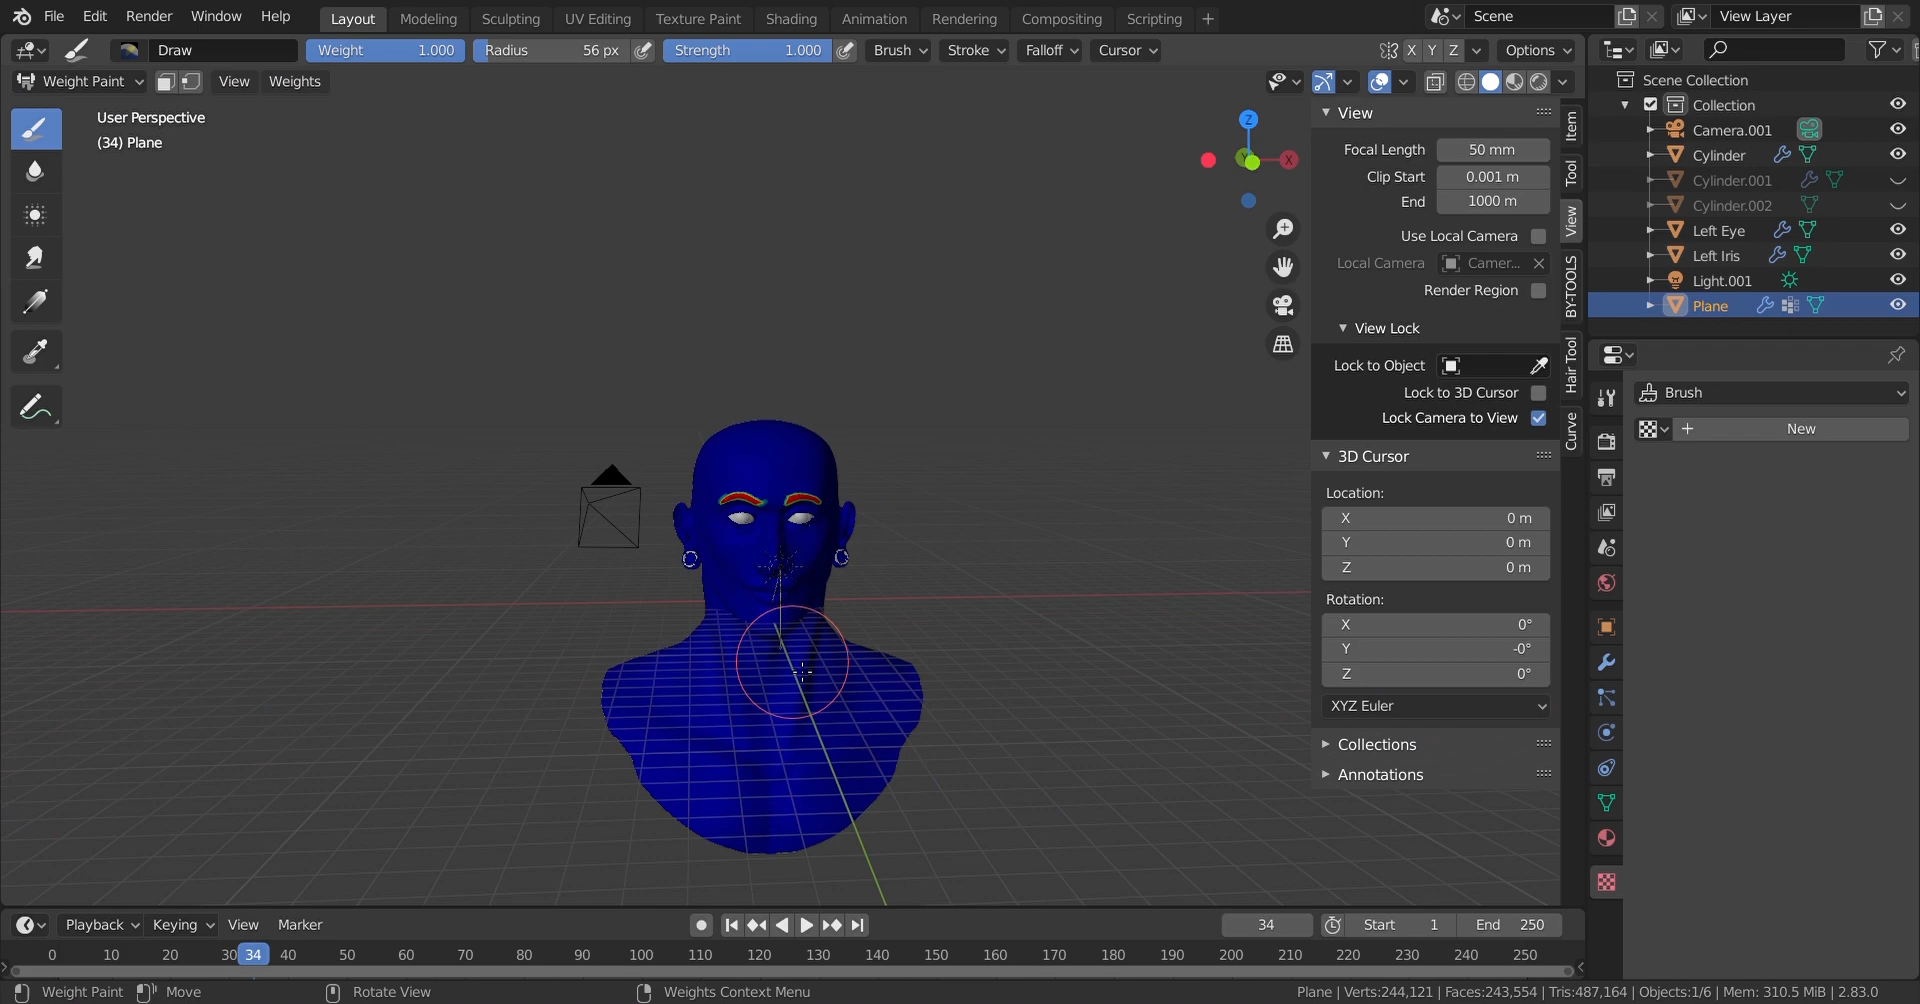 File Edit Render Window Help Layout Modeling Sculpting UV Editing Texture Paint Shading Animation Rendering Compositing Scripting + Scene View Layer
Draw Weight 1.000 Radius 56 px Strength 1.000 Brush Stroke Falloff Cursor X Y Z Options
Weight Paint View Weights
User Perspective
(34) Plane
Z
Y
X
View
Focal Length 50 mm
Clip Start 0.001 m
End 1000 m
Use Local Camera
Local Camera Camer...
Render Region
View Lock
Lock to Object
Lock to 3D Cursor
Lock Camera to View
3D Cursor
Location:
X 0 m
Y 0 m
Z 0 m
Rotation:
X 0°
Y -0°
Z 0°
XYZ Euler
Collections
Annotations
Item
Tool
View
BY-TOOLS
Hair Tool
Curve
Scene Collection
Collection
Camera.001
Cylinder
Cylinder.001
Cylinder.002
Left Eye
Left Iris
Light.001
Plane
Brush
+ New
Playback Keying View Marker 34 Start 1 End 250
0 10 20 30 34 40 50 60 70 80 90 100 110 120 130 140 150 160 170 180 190 200 210 220 230 240 250
Weight Paint Move Rotate View Weights Context Menu Plane | Verts:244,121 | Faces:243,554 | Tris:487,164 | Objects:1/6 | Mem: 310.5 MiB | 2.83.0